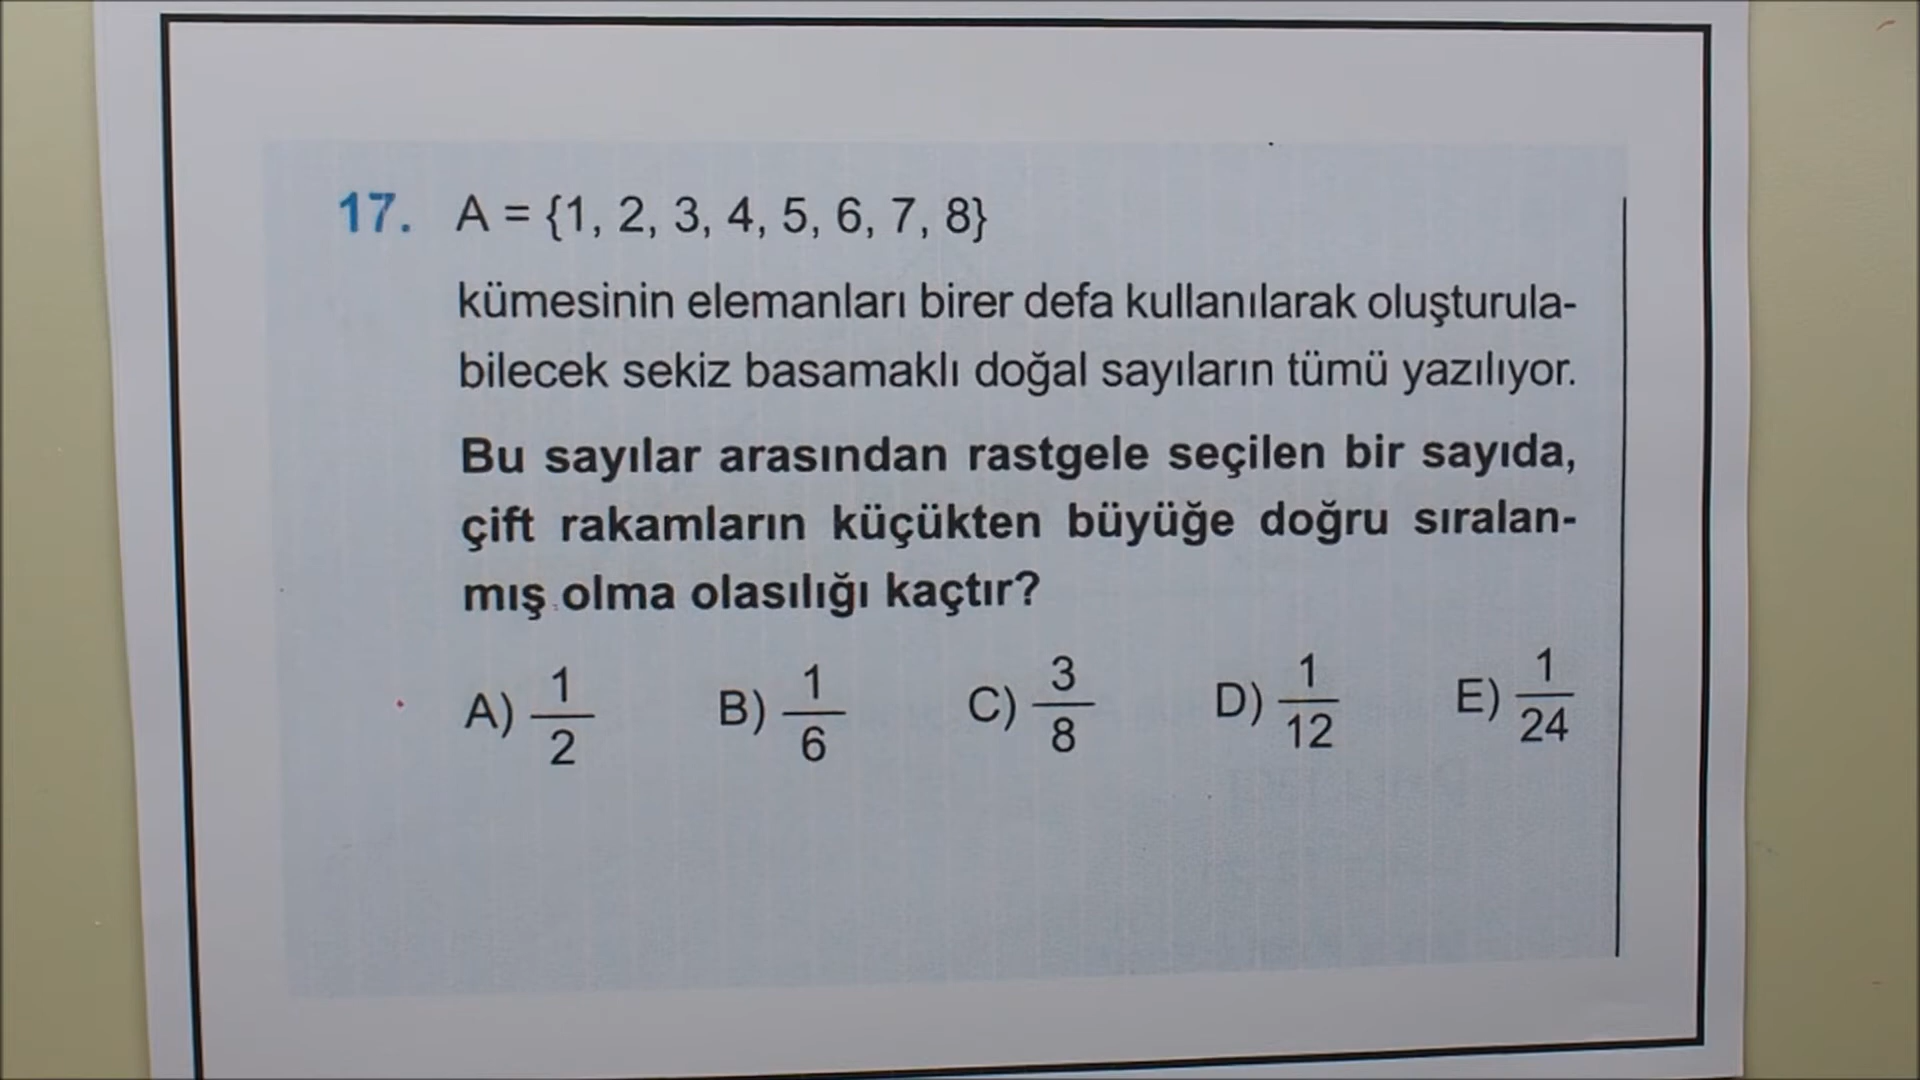 17. A = {1, 2, 3, 4, 5, 6, 7, 8}
kümesinin elemanları birer defa kullanılarak oluşturula-
bilecek sekiz basamaklı doğal sayıların tümü yazılıyor.
Bu sayılar arasından rastgele seçilen bir sayıda,
çift rakamların küçükten büyüğe doğru sıralan-
mış olma olasılığı kaçtır?
A) 1/2 B) 1/6 C) 3/8 D) 1/12 E) 1/24